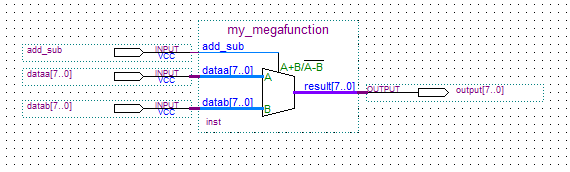 my_megafunction
add_sub INPUT VCC add_sub
A+B/A-B
dataa[7..0] INPUT VCC dataa[7..0] A
result[7..0] OUTPUT output[7..0]
datab[7..0] INPUT VCC datab[7..0] B
inst